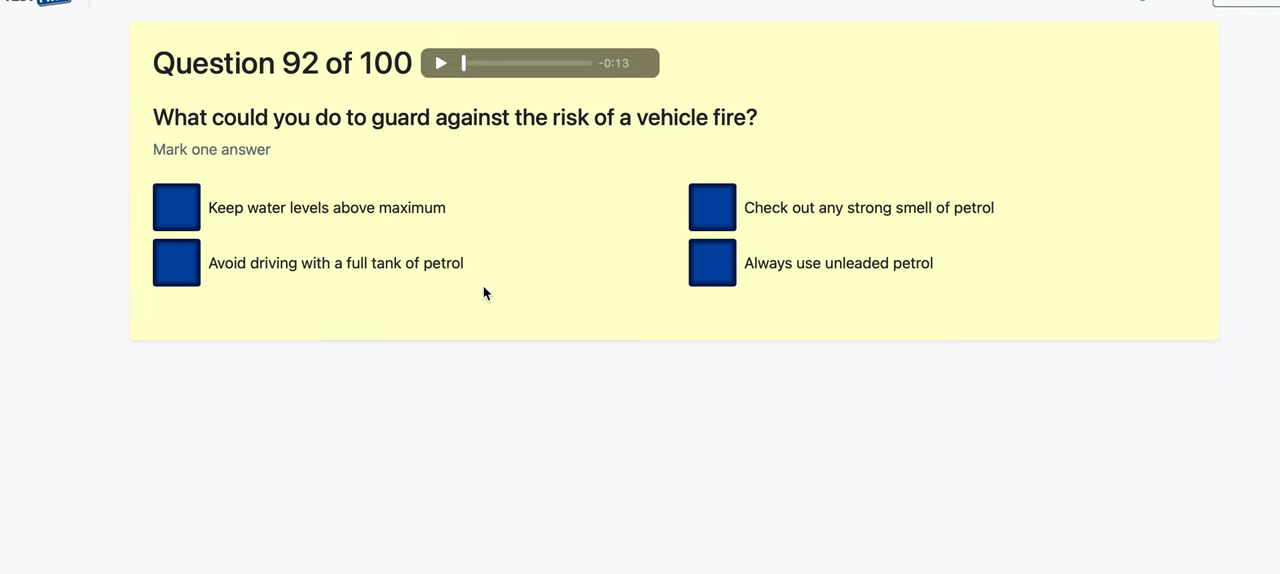 Question 92 of 100
-0:13
What could you do to guard against the risk of a vehicle fire?
Mark one answer
Keep water levels above maximum
Check out any strong smell of petrol
Avoid driving with a full tank of petrol
Always use unleaded petrol